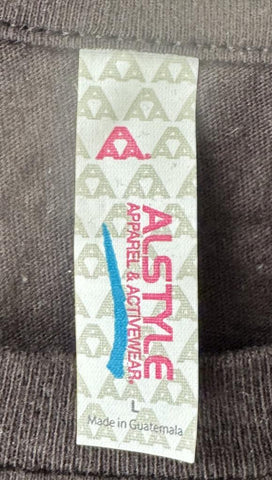 A®
ALSTYLE
APPAREL & ACTIVEWEAR®
L
Made in Guatemala